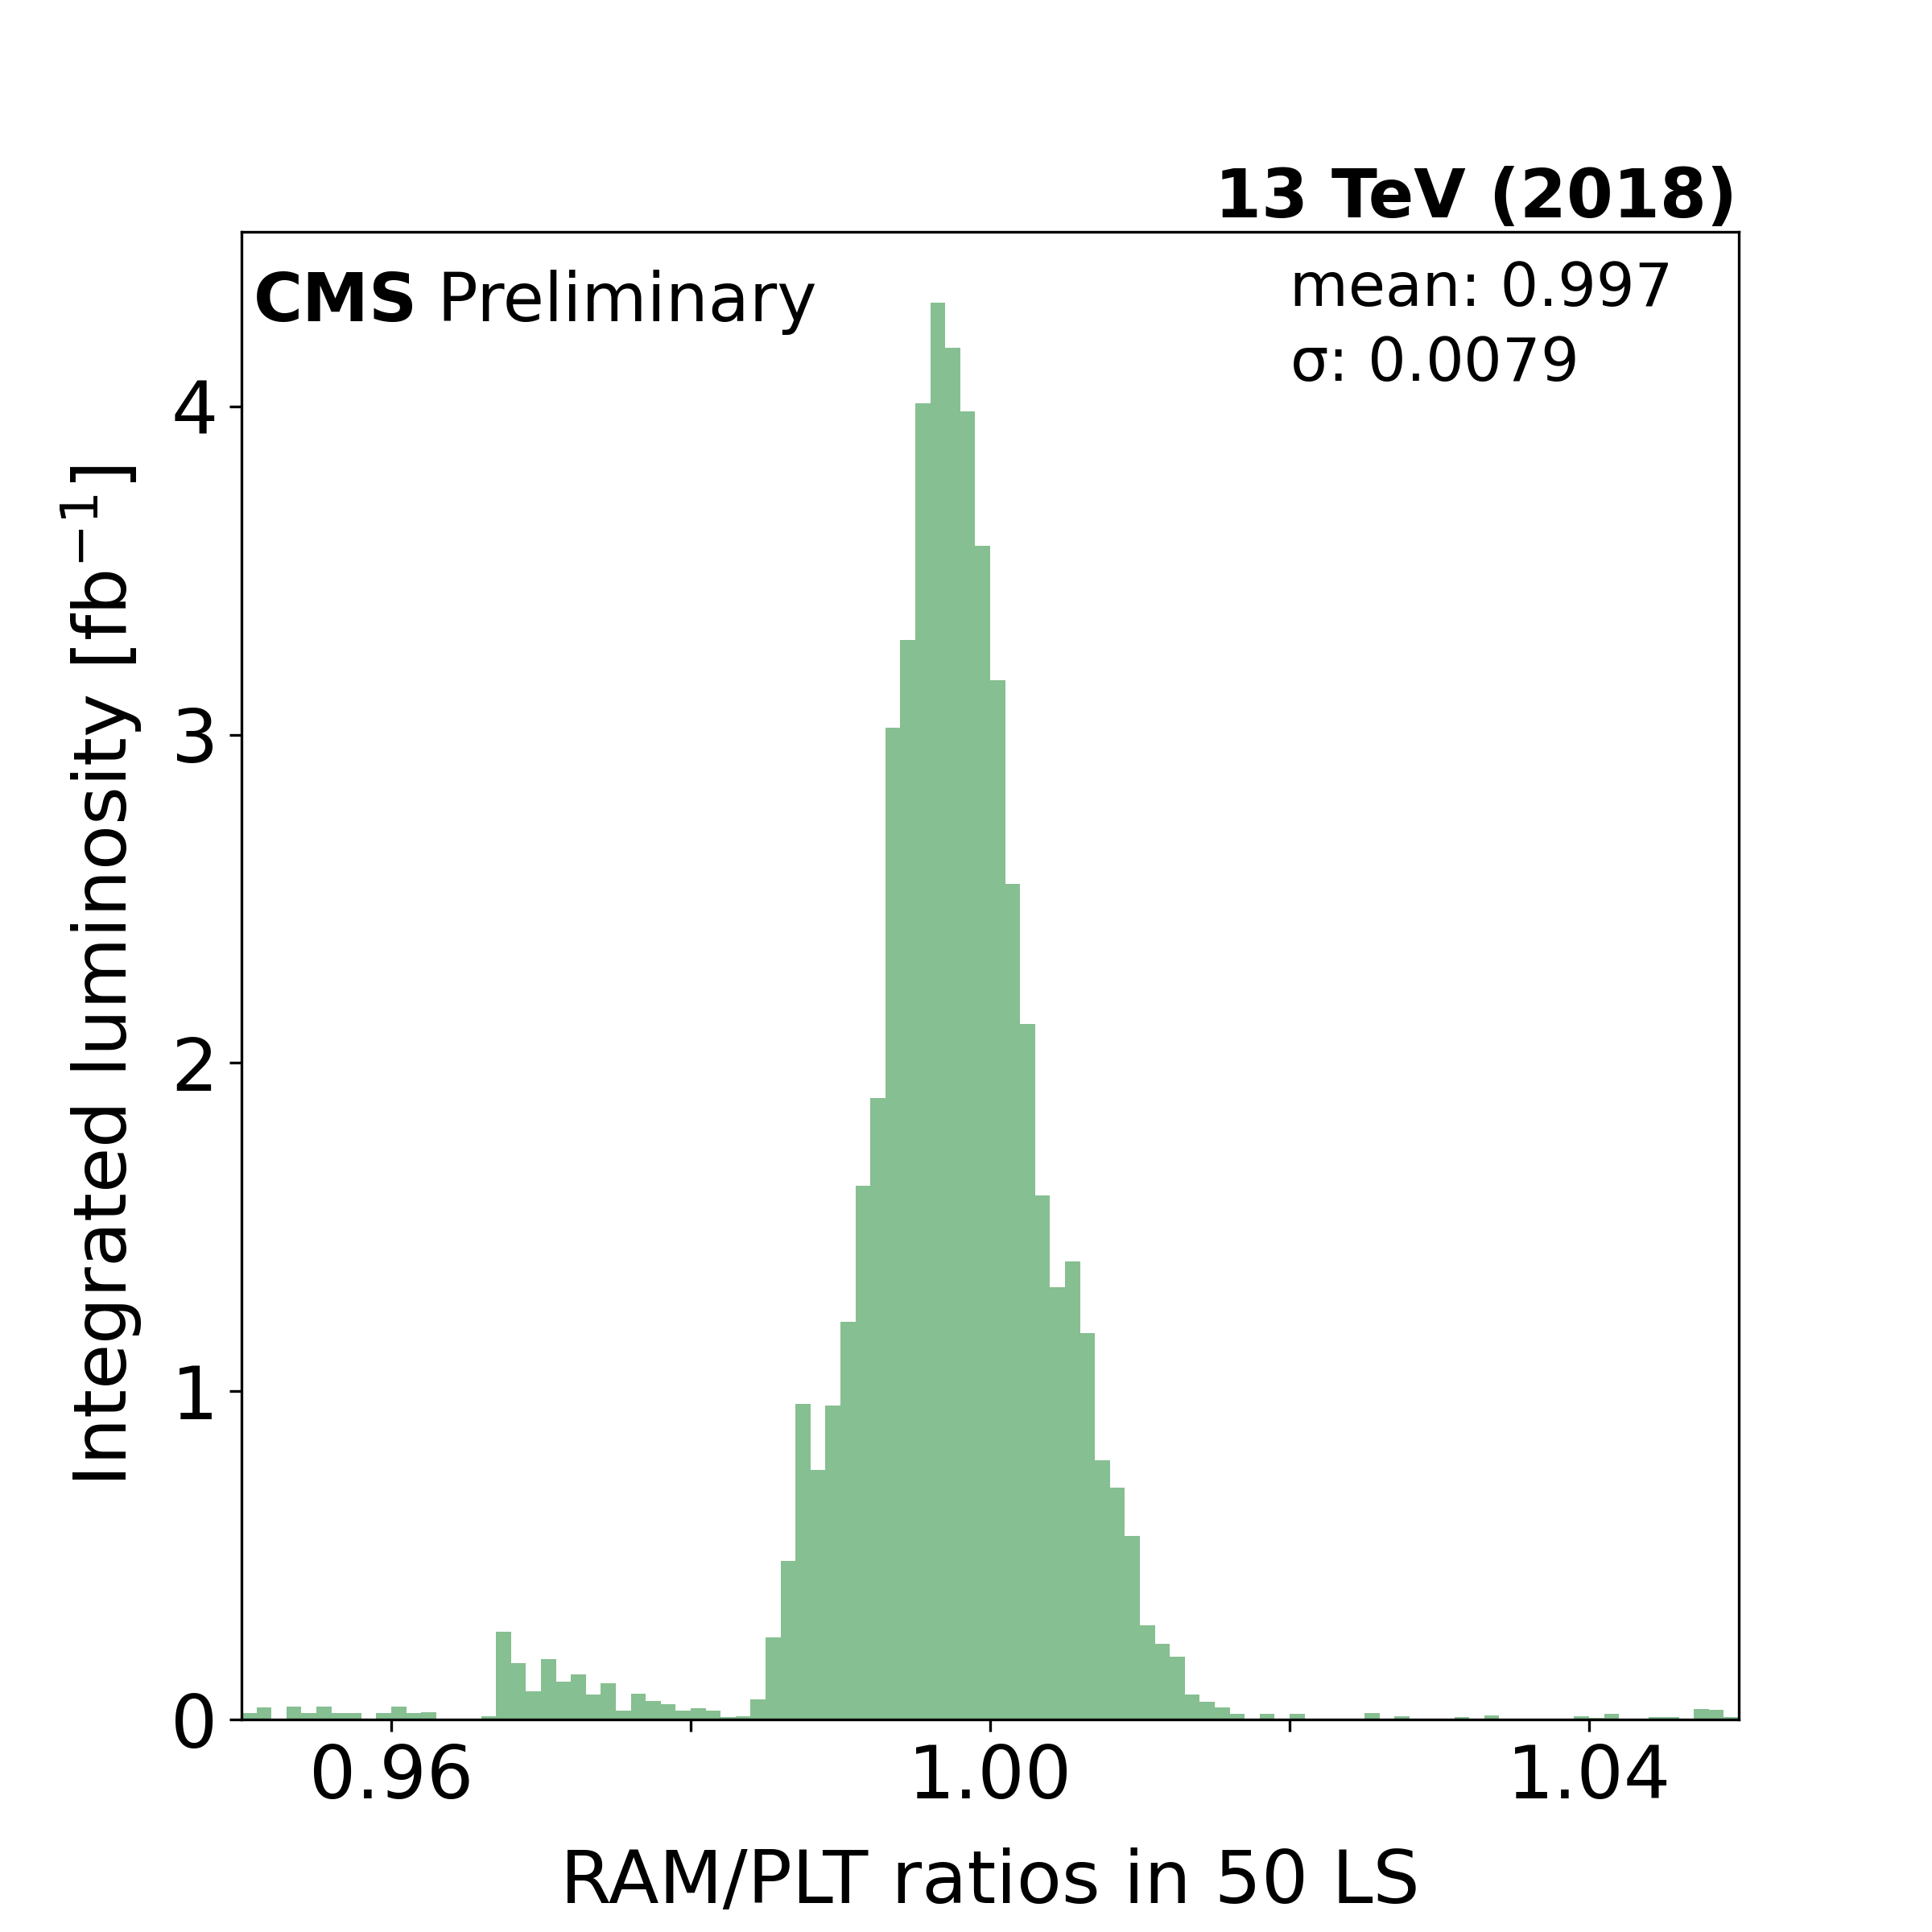 13 TeV (2018)
CMS Preliminary
mean: 0.997
σ: 0.0079
Integrated luminosity [fb⁻¹]
4
3
2
1
0
0.96 1.00 1.04
RAM/PLT ratios in 50 LS